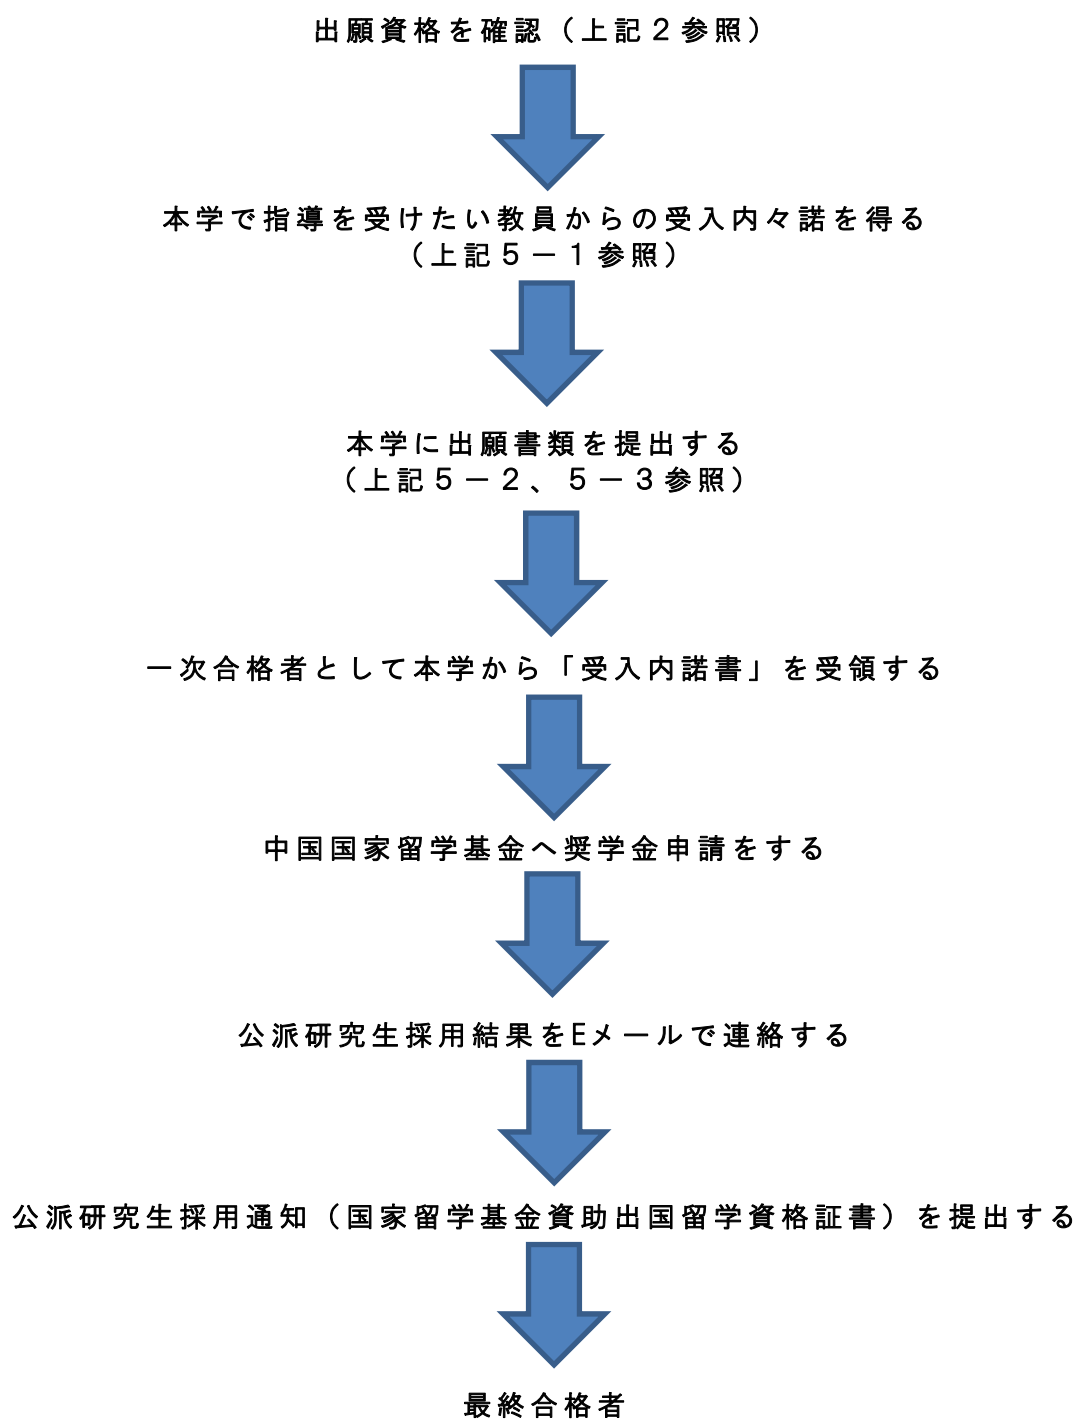 出願資格を確認（上記２参照）
本学で指導を受けたい教員からの受入内々諾を得る
（上記５－１参照）
本学に出願書類を提出する
（上記５－２、５－３参照）
一次合格者として本学から「受入内諾書」を受領する
中国国家留学基金へ奨学金申請をする
公派研究生採用結果をEメールで連絡する
公派研究生採用通知（国家留学基金資助出国留学資格証書）を提出する
最終合格者